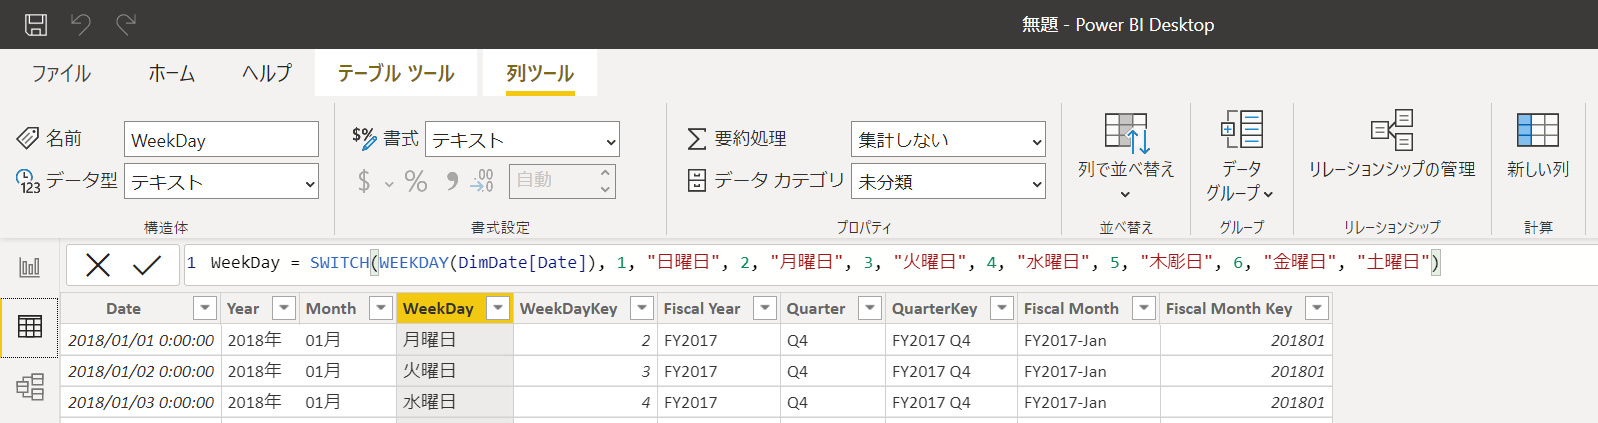 無題 - Power BI Desktop
ファイル ホーム ヘルプ テーブル ツール 列ツール
名前 WeekDay
データ型 テキスト
構造体
$% 書式 テキスト
$ % 9 .00 →.0 自動
書式設定
要約処理 集計しない
データ カテゴリ 未分類
プロパティ
列で並べ替え
並べ替え
データ
グループ
グループ
リレーションシップの管理
リレーションシップ
新しい列
計算
1 WeekDay = SWITCH(WEEKDAY(DimDate[Date]), 1, "日曜日", 2, "月曜日", 3, "火曜日", 4, "水曜日", 5, "木彫日", 6, "金曜日", "土曜日")
Date Year Month WeekDay WeekDayKey Fiscal Year Quarter QuarterKey Fiscal Month Fiscal Month Key
2018/01/01 0:00:00 2018年 01月 月曜日 2 FY2017 Q4 FY2017 Q4 FY2017-Jan 201801
2018/01/02 0:00:00 2018年 01月 火曜日 3 FY2017 Q4 FY2017 Q4 FY2017-Jan 201801
2018/01/03 0:00:00 2018年 01月 水曜日 4 FY2017 Q4 FY2017 Q4 FY2017-Jan 201801